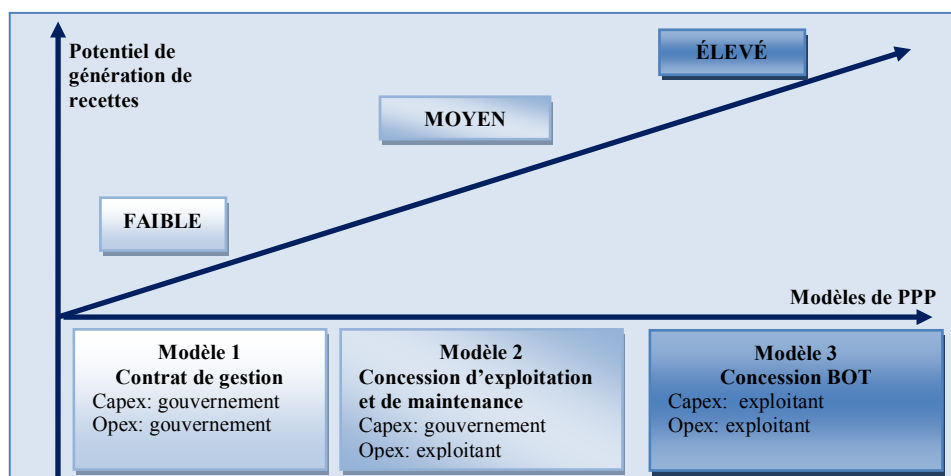 Potentiel de
génération de
recettes
ÉLEVÉ
MOYEN
FAIBLE
Modèles de PPP
Modèle 1
Contrat de gestion
Capex: gouvernement
Opex: gouvernement
Modèle 2
Concession d’exploitation
et de maintenance
Capex: gouvernement
Opex: exploitant
Modèle 3
Concession BOT
Capex: exploitant
Opex: exploitant